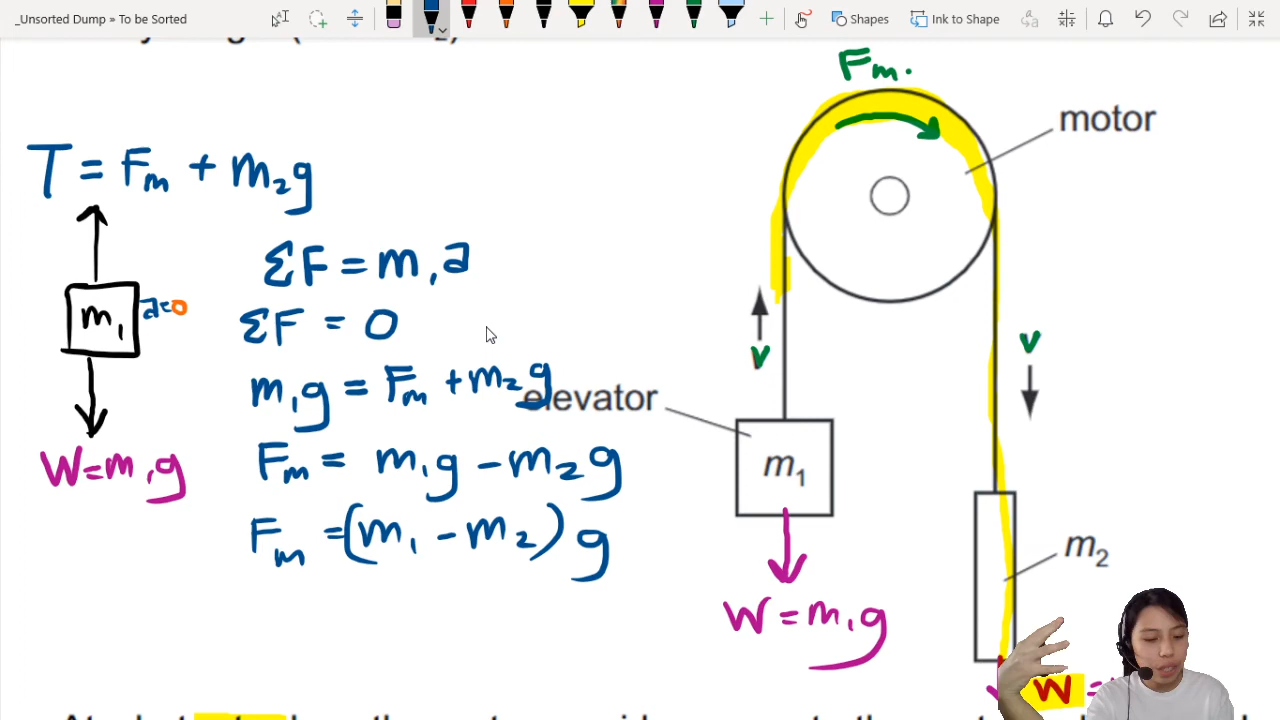 _Unsorted Dump » To be Sorted
Shapes
Ink to Shape
Fm.
motor
T = Fm + m₂g
ΣF = m₁a
m₁
a=0
ΣF = 0
v
v
m₁g = Fm + m₂g
elevator
W=m₁g
Fm = m₁g - m₂g
m₁
Fm = (m₁ - m₂) g
m₂
W = m₁g
W =